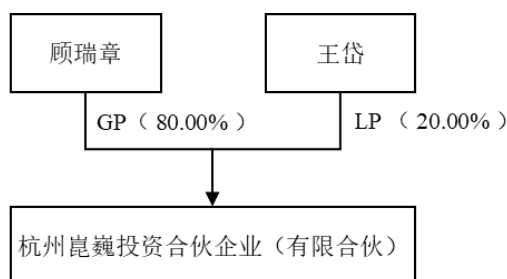 顾瑞章
王岱
GP（ 80.00% ）
LP （ 20.00% ）
杭州崑巍投资合伙企业（有限合伙）